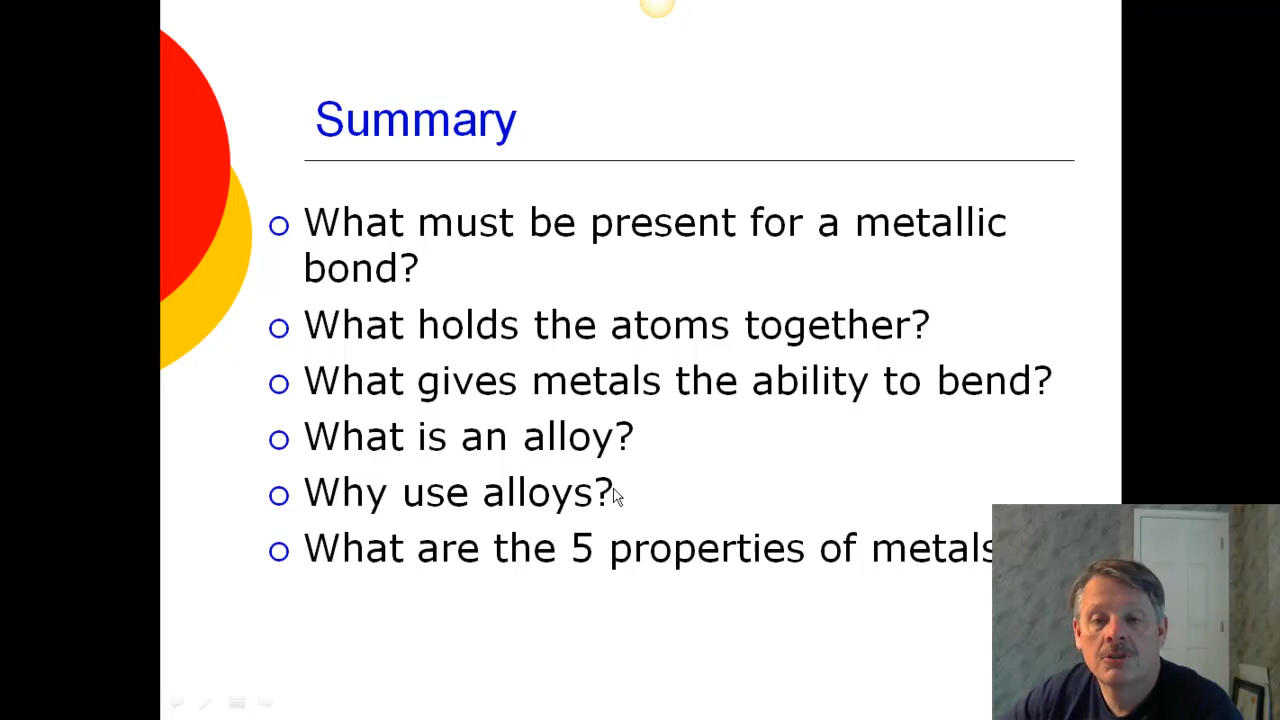 Summary
What must be present for a metallic
bond?
What holds the atoms together?
What gives metals the ability to bend?
What is an alloy?
Why use alloys?
What are the 5 properties of metals